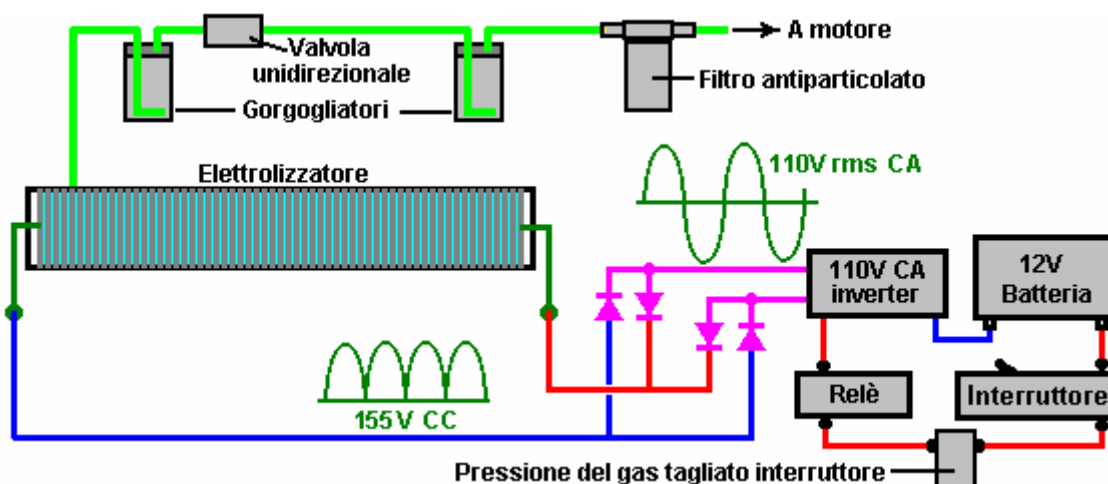 A motore
Valvola
unidirezionale
Filtro antiparticolato
Gorgogliatori
Elettrolizzatore
110V rms CA
110V CA
inverter
12V
Batteria
155V CC
Relè
Interruttore
Pressione del gas tagliato interruttore